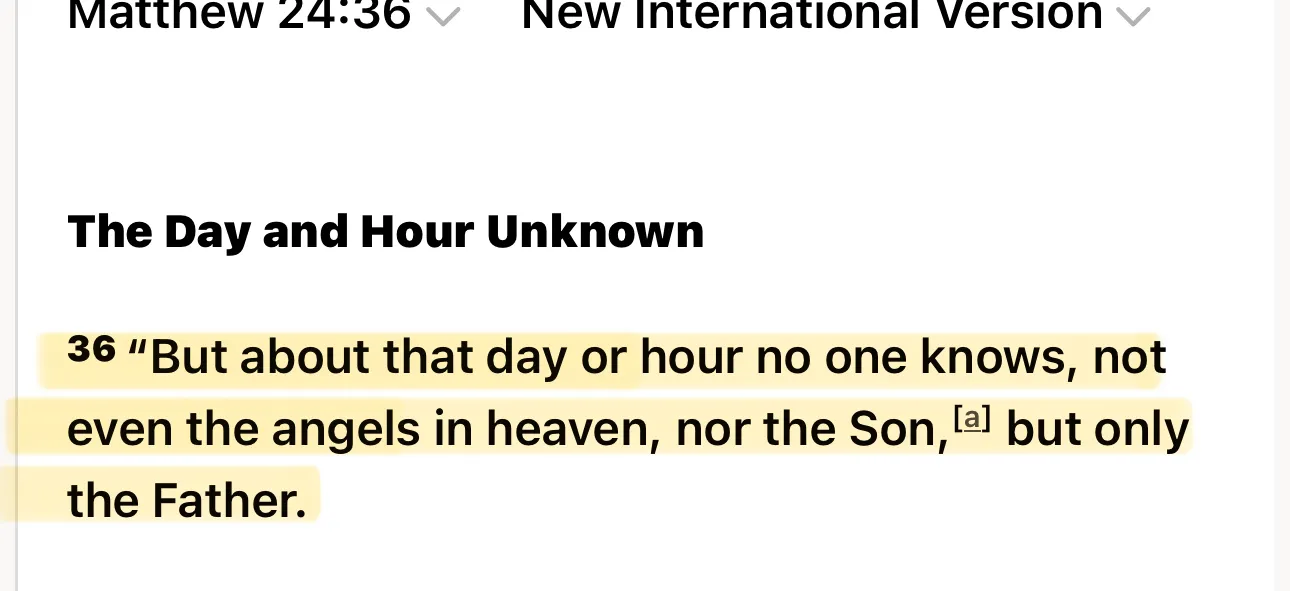 Matthew 24:36 New International Version
The Day and Hour Unknown
36 “But about that day or hour no one knows, not
even the angels in heaven, nor the Son,[a] but only
the Father.